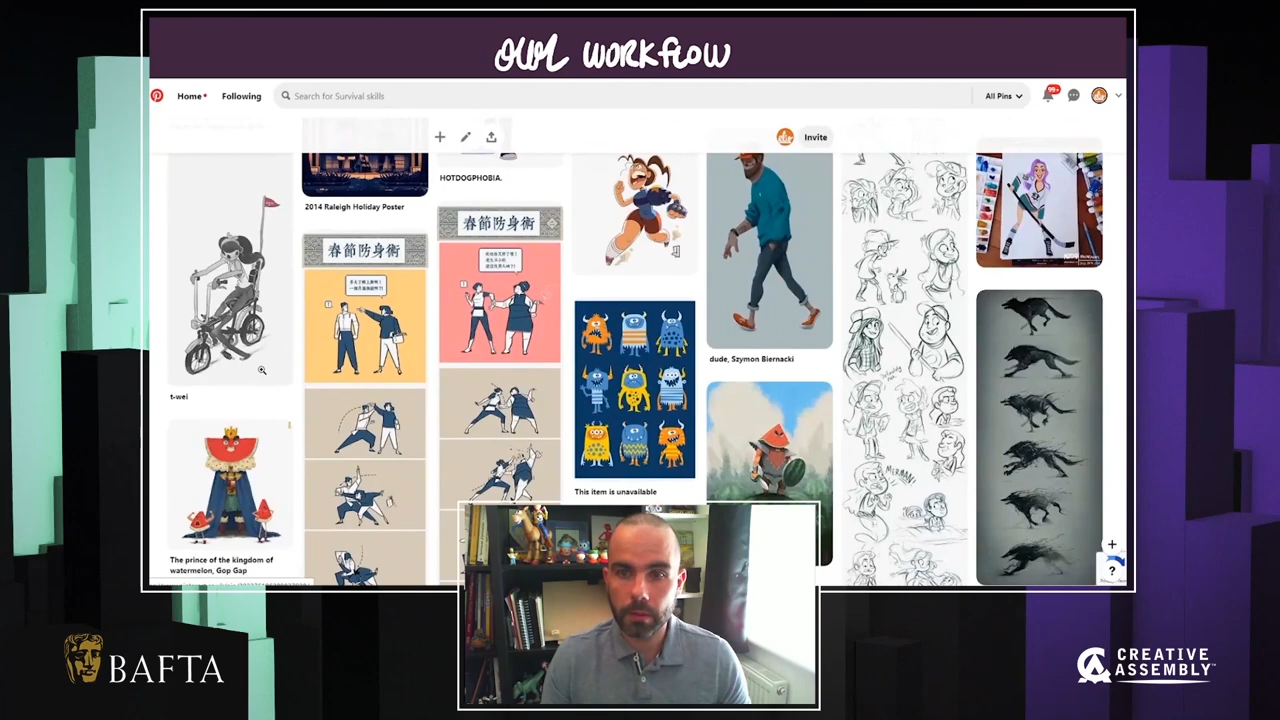 our workflow
Home
Following
Search for Survival skills
All Pins
99+
Invite
HOTDOGPHOBIA.
2014 Raleigh Holiday Poster
春節防身術
春節防身術
dude, Szymon Biernacki
t-wei
MERMAN
This item is unavailable
The prince of the kingdom of
watermelon, Gop Gap
?
BAFTA
CREATIVE
ASSEMBLY